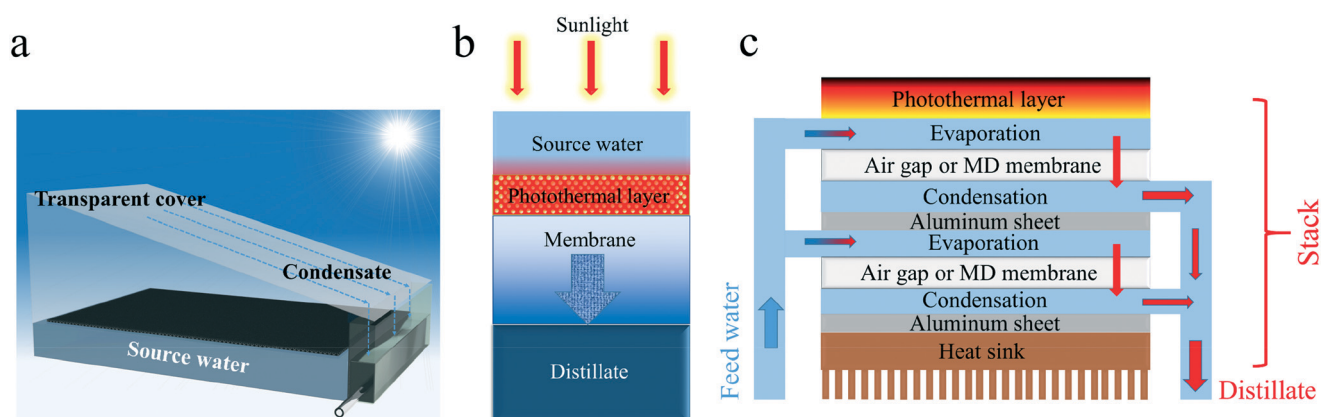 a
Transparent cover
Condensate
Source water
b
Sunlight
Source water
Photothermal layer
Membrane
Distillate
c
Photothermal layer
Evaporation
Air gap or MD membrane
Condensation
Aluminum sheet
Evaporation
Air gap or MD membrane
Condensation
Aluminum sheet
Heat sink
Feed water
Stack
Distillate